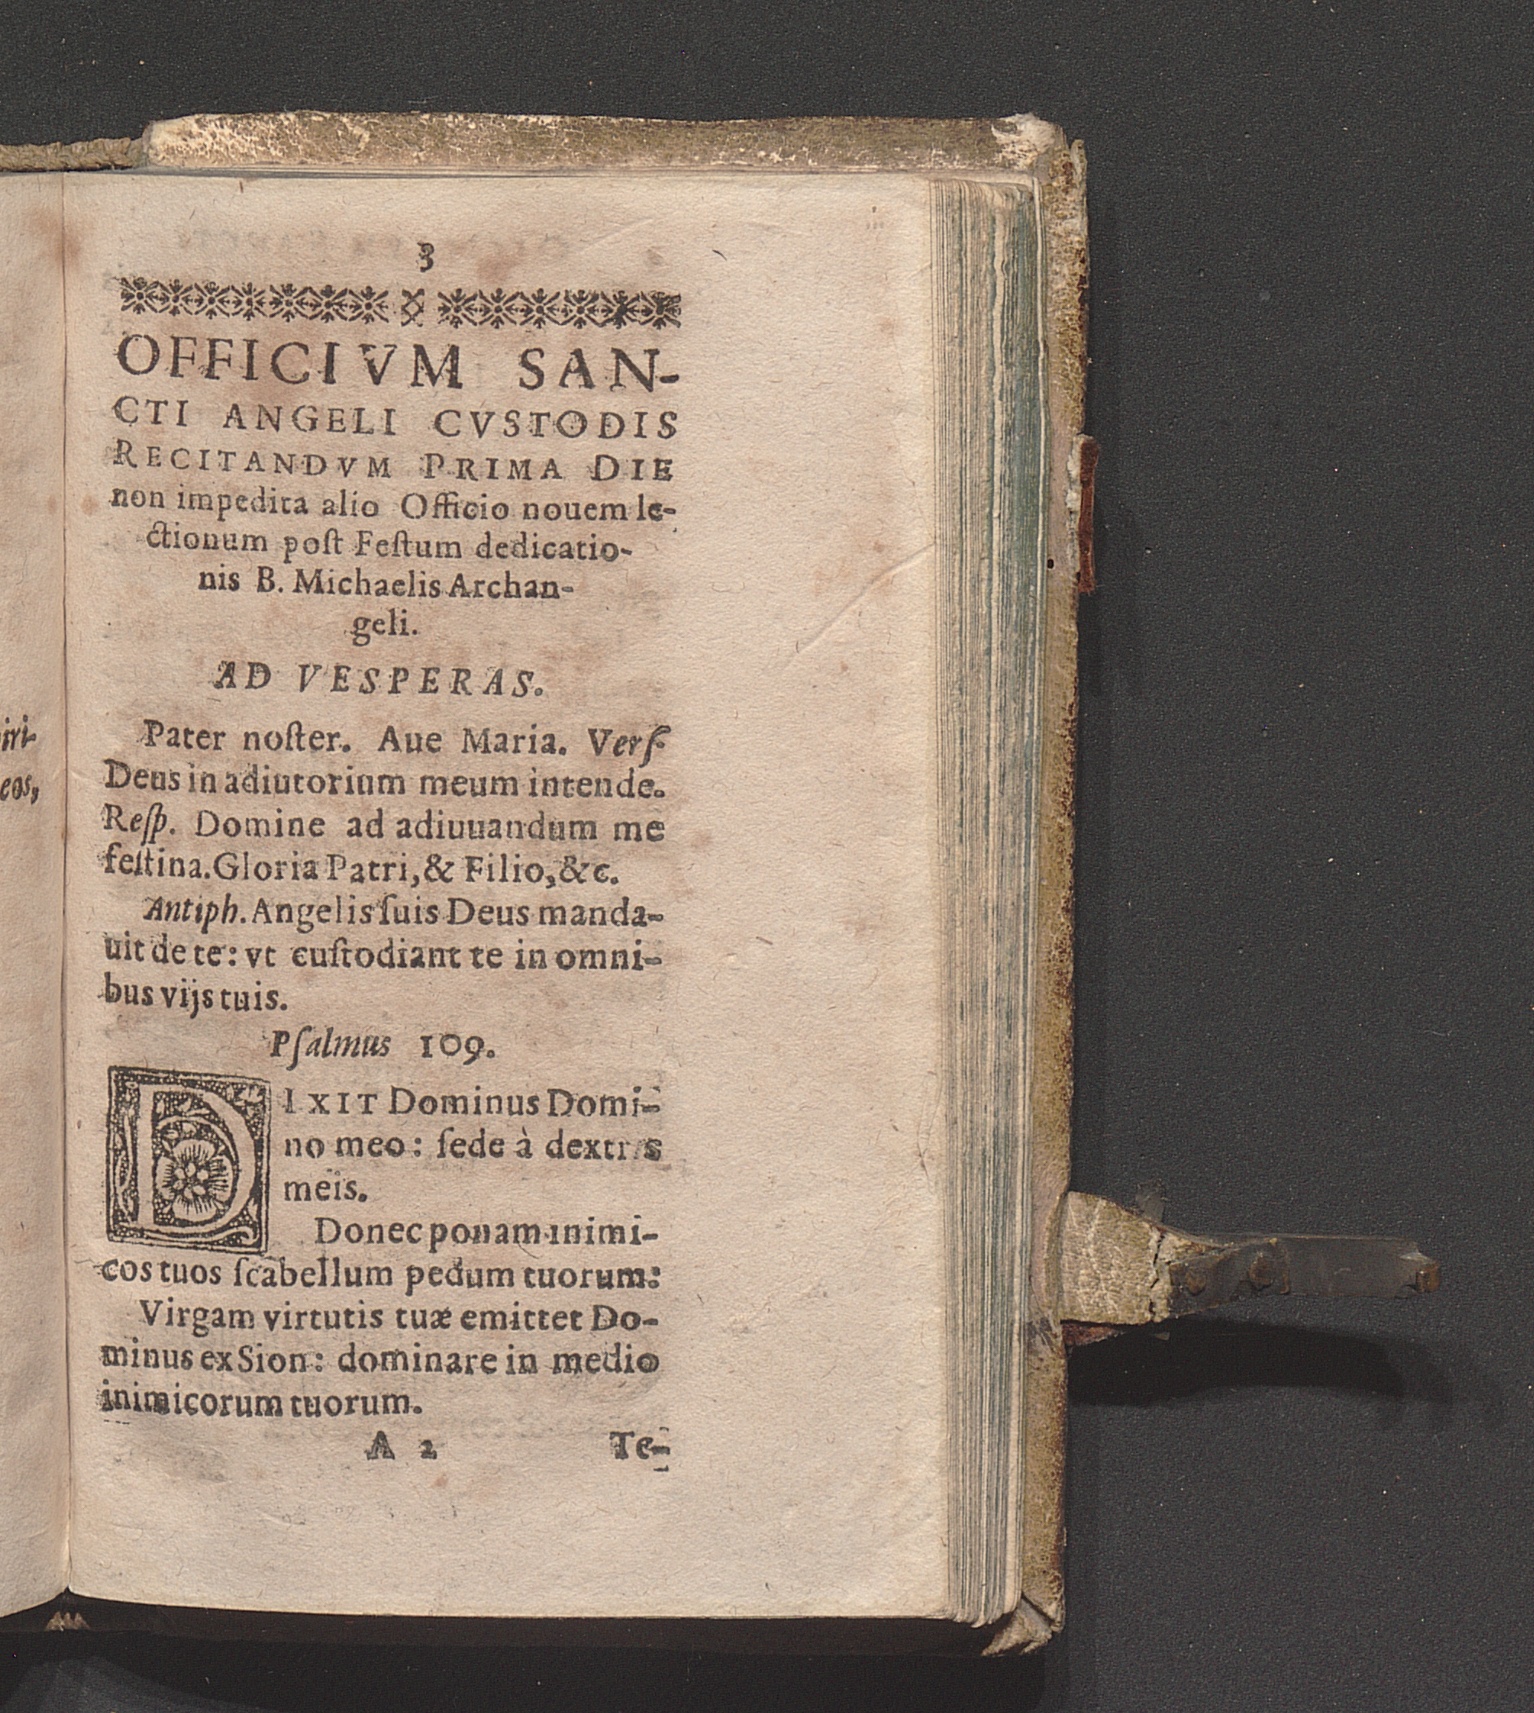 3
OFFICIVM SAN-
CTI ANGELI CVSTODIS
RECITANDVM PRIMA DIE
non impedita alio Officio nouem le-
ctionum poſt Feſtum dedicatio-
nis B. Michaelis Archan-
geli.
AD VESPERAS.
Pater noſter. Aue Maria. Verſ.
Deus in adiutorium meum intende.
Reſp. Domine ad adiuuandum me
feſtina. Gloria Patri, & Filio, &c.
Antiph. Angelis ſuis Deus manda-
uit de te: vt cuſtodiant te in omni-
bus vijs tuis.
Pſalmus 109.
DIXIT Dominus Domi-
no meo: ſede à dextris
meis.
Donec ponam inimi-
cos tuos ſcabellum pedum tuorum:
Virgam virtutis tuæ emittet Do-
minus ex Sion: dominare in medio
inimicorum tuorum.
A 2 Te-